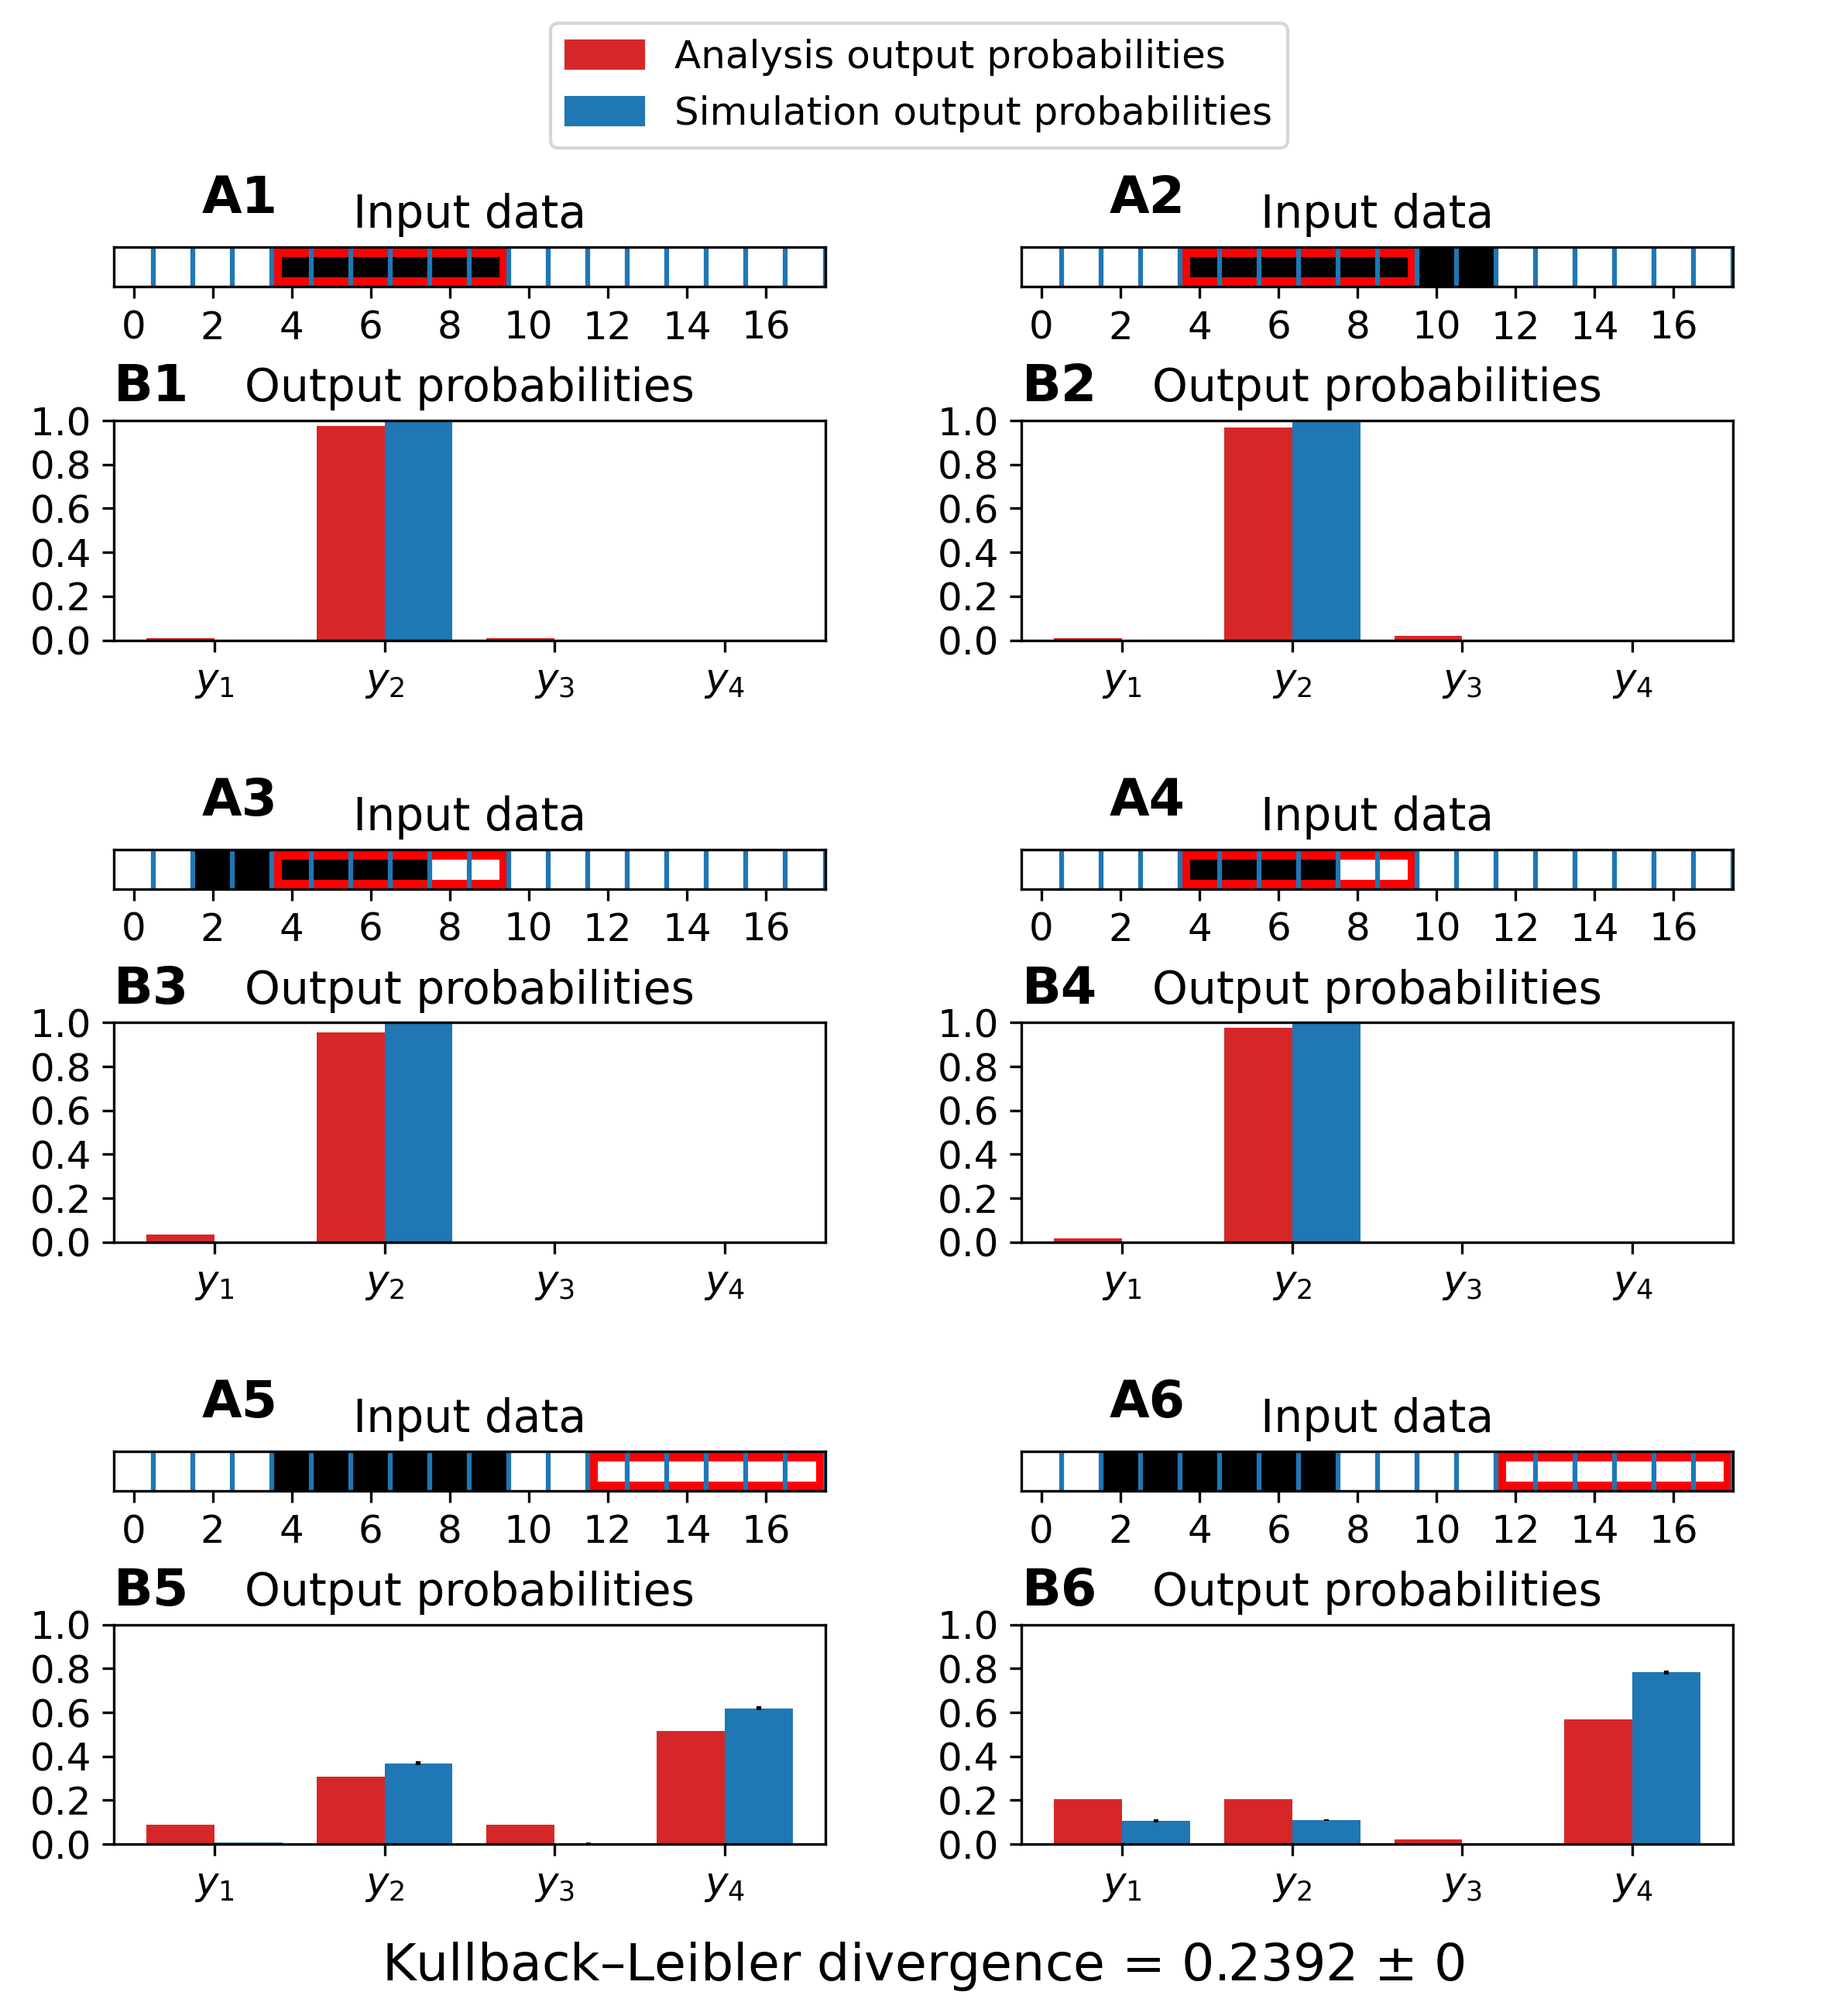 Analysis output probabilities
Simulation output probabilities
A1 Input data
0 2 4 6 8 10 12 14 16
B1 Output probabilities
1.0
0.8
0.6
0.4
0.2
0.0
y1 y2 y3 y4
A2 Input data
0 2 4 6 8 10 12 14 16
B2 Output probabilities
1.0
0.8
0.6
0.4
0.2
0.0
y1 y2 y3 y4
A3 Input data
0 2 4 6 8 10 12 14 16
B3 Output probabilities
1.0
0.8
0.6
0.4
0.2
0.0
y1 y2 y3 y4
A4 Input data
0 2 4 6 8 10 12 14 16
B4 Output probabilities
1.0
0.8
0.6
0.4
0.2
0.0
y1 y2 y3 y4
A5 Input data
0 2 4 6 8 10 12 14 16
B5 Output probabilities
1.0
0.8
0.6
0.4
0.2
0.0
y1 y2 y3 y4
A6 Input data
0 2 4 6 8 10 12 14 16
B6 Output probabilities
1.0
0.8
0.6
0.4
0.2
0.0
y1 y2 y3 y4
Kullback–Leibler divergence = 0.2392 ± 0